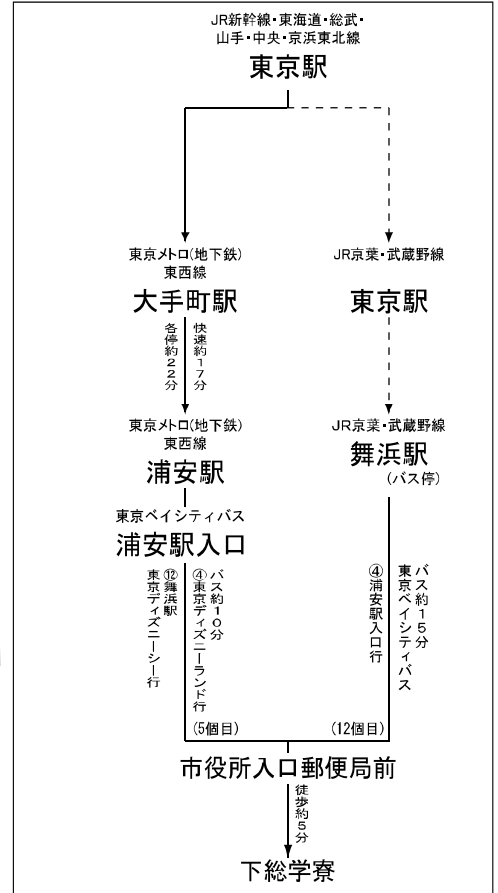 JR新幹線・東海道・総武・
山手・中央・京浜東北線
東京駅
東京メトロ(地下鉄)
東西線
大手町駅
JR京葉・武蔵野線
東京駅
快速約17分
各停約22分
東京メトロ(地下鉄)
東西線
浦安駅
JR京葉・武蔵野線
舞浜駅
(バス停)
東京ベイシティバス
浦安駅入口
バス約10分
④東京ディズニーランド行
⑫舞浜駅
東京ディズニーシー行
バス約15分
東京ベイシティバス
④浦安駅入口行
(5個目)
(12個目)
市役所入口郵便局前
徒歩約5分
下総学寮